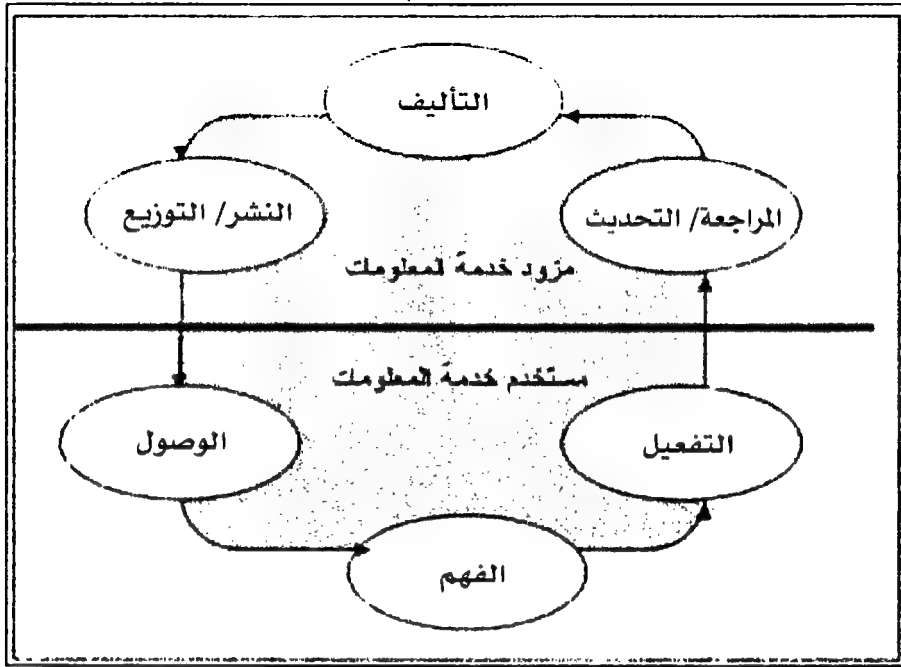 التأليف
النشر/ التوزيع
المراجعة/ التحديث
مزود خدمة المعلومات
مستخدم خدمة المعلومات
الوصول
التفعيل
الفهم